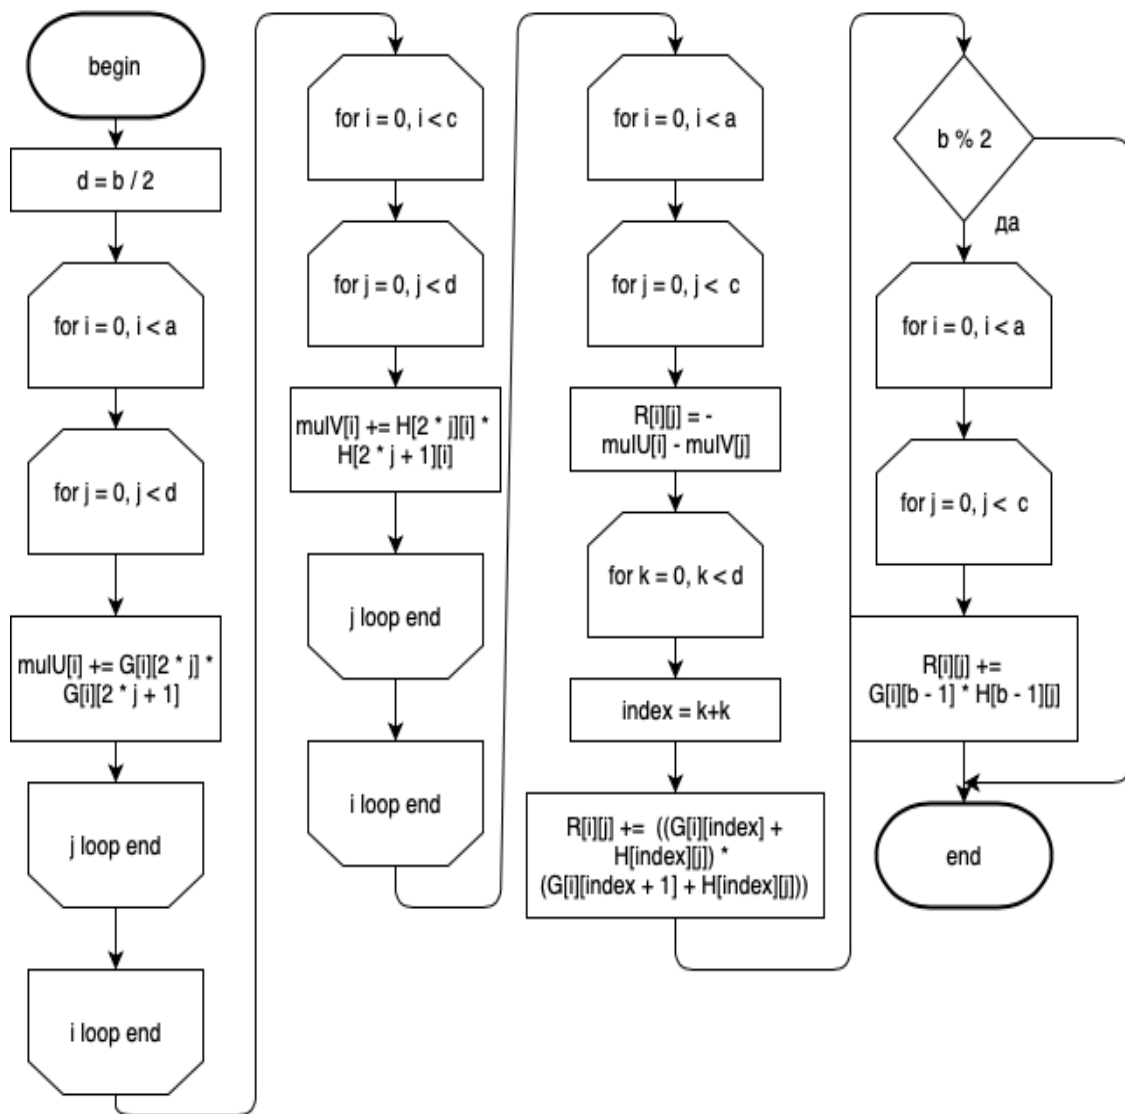 begin
d = b / 2
for i = 0, i < a
for j = 0, j < d
mulU[i] += G[i][2 * j] *
G[i][2 * j + 1]
j loop end
i loop end
for i = 0, i < c
for j = 0, j < d
mulV[i] += H[2 * j][i] *
H[2 * j + 1][i]
j loop end
i loop end
for i = 0, i < a
for j = 0, j <  c
R[i][j] = -
mulU[i] - mulV[j]
for k = 0, k < d
index = k+k
R[i][j] +=  ((G[i][index] +
H[index][j]) *
(G[i][index + 1] + H[index][j]))
b % 2
да
for i = 0, i < a
for j = 0, j <  c
R[i][j] +=
G[i][b - 1] * H[b - 1][j]
end